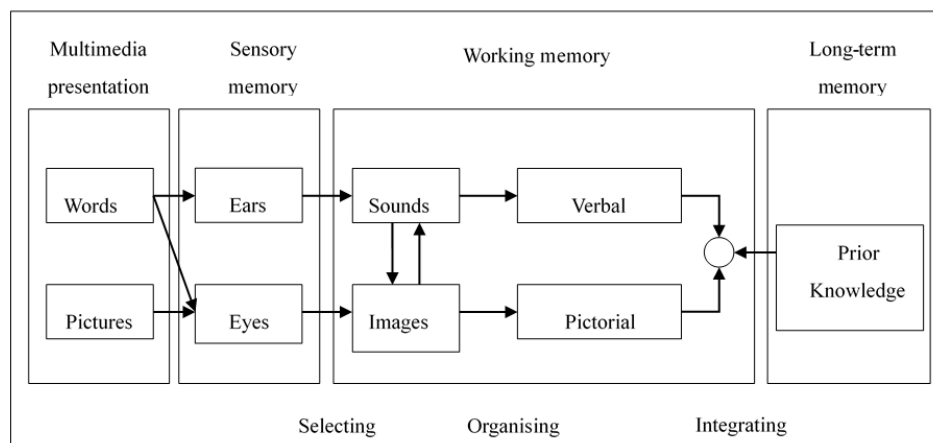 Multimedia
presentation
Sensory
memory
Working memory
Long-term
memory
Words
Ears
Sounds
Verbal
Prior
Knowledge
Pictures
Eyes
Images
Pictorial
Selecting
Organising
Integrating